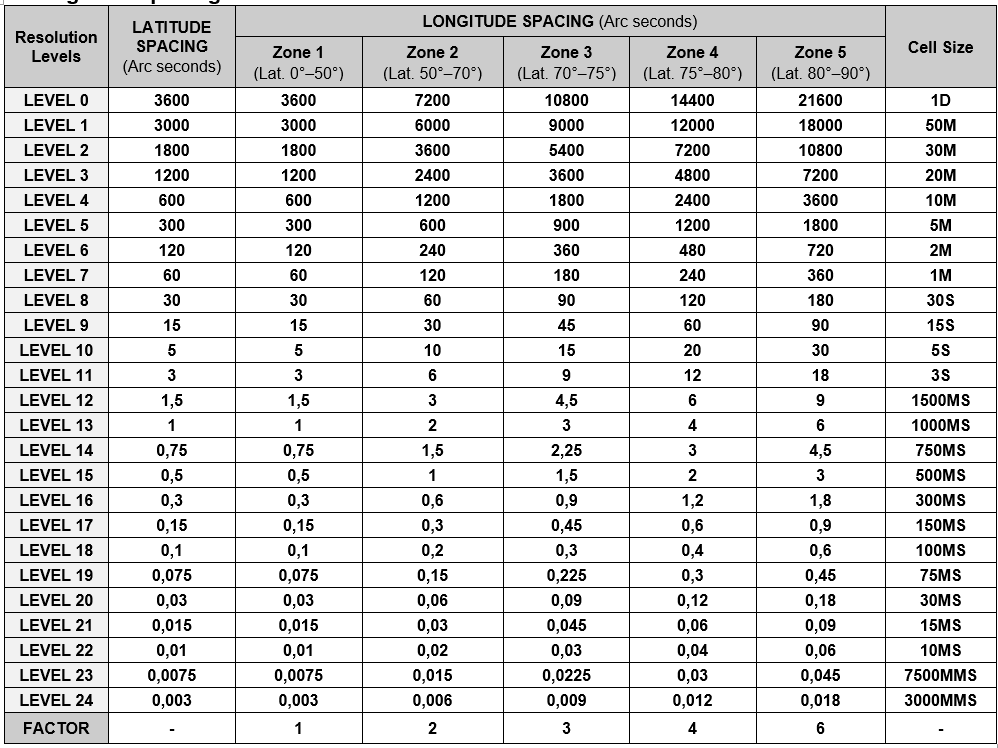 Resolution Levels | LATITUDE SPACING (Arc seconds) | LONGITUDE SPACING (Arc seconds) | Cell Size
Zone 1 (Lat. 0°–50°) | Zone 2 (Lat. 50°–70°) | Zone 3 (Lat. 70°–75°) | Zone 4 (Lat. 75°–80°) | Zone 5 (Lat. 80°–90°)
LEVEL 0 | 3600 | 3600 | 7200 | 10800 | 14400 | 21600 | 1D
LEVEL 1 | 3000 | 3000 | 6000 | 9000 | 12000 | 18000 | 50M
LEVEL 2 | 1800 | 1800 | 3600 | 5400 | 7200 | 10800 | 30M
LEVEL 3 | 1200 | 1200 | 2400 | 3600 | 4800 | 7200 | 20M
LEVEL 4 | 600 | 600 | 1200 | 1800 | 2400 | 3600 | 10M
LEVEL 5 | 300 | 300 | 600 | 900 | 1200 | 1800 | 5M
LEVEL 6 | 120 | 120 | 240 | 360 | 480 | 720 | 2M
LEVEL 7 | 60 | 60 | 120 | 180 | 240 | 360 | 1M
LEVEL 8 | 30 | 30 | 60 | 90 | 120 | 180 | 30S
LEVEL 9 | 15 | 15 | 30 | 45 | 60 | 90 | 15S
LEVEL 10 | 5 | 5 | 10 | 15 | 20 | 30 | 5S
LEVEL 11 | 3 | 3 | 6 | 9 | 12 | 18 | 3S
LEVEL 12 | 1,5 | 1,5 | 3 | 4,5 | 6 | 9 | 1500MS
LEVEL 13 | 1 | 1 | 2 | 3 | 4 | 6 | 1000MS
LEVEL 14 | 0,75 | 0,75 | 1,5 | 2,25 | 3 | 4,5 | 750MS
LEVEL 15 | 0,5 | 0,5 | 1 | 1,5 | 2 | 3 | 500MS
LEVEL 16 | 0,3 | 0,3 | 0,6 | 0,9 | 1,2 | 1,8 | 300MS
LEVEL 17 | 0,15 | 0,15 | 0,3 | 0,45 | 0,6 | 0,9 | 150MS
LEVEL 18 | 0,1 | 0,1 | 0,2 | 0,3 | 0,4 | 0,6 | 100MS
LEVEL 19 | 0,075 | 0,075 | 0,15 | 0,225 | 0,3 | 0,45 | 75MS
LEVEL 20 | 0,03 | 0,03 | 0,06 | 0,09 | 0,12 | 0,18 | 30MS
LEVEL 21 | 0,015 | 0,015 | 0,03 | 0,045 | 0,06 | 0,09 | 15MS
LEVEL 22 | 0,01 | 0,01 | 0,02 | 0,03 | 0,04 | 0,06 | 10MS
LEVEL 23 | 0,0075 | 0,0075 | 0,015 | 0,0225 | 0,03 | 0,045 | 7500MMS
LEVEL 24 | 0,003 | 0,003 | 0,006 | 0,009 | 0,012 | 0,018 | 3000MMS
FACTOR | - | 1 | 2 | 3 | 4 | 6 | -